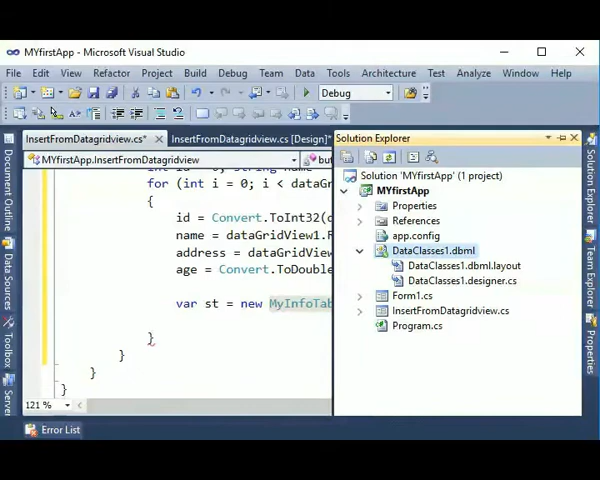 MYfirstApp - Microsoft Visual Studio
File Edit View Refactor Project Build Debug Team Data Tools Architecture Test Analyze Window Help
Debug
InsertFromDatagridview.cs* InsertFromDatagridview.cs [Design]*
MYfirstApp.InsertFromDatagridview
for (int i = 0; i < dataGri
{
id = Convert.ToInt32(
name = dataGridView1.R
address = dataGridView
age = Convert.ToDouble
var st = new MyInfoTab
}
}
}
}
121 %
Error List
Document Outline
Data Sources
Toolbox
Server
Solution Explorer
Solution 'MYfirstApp' (1 project)
MYfirstApp
Properties
References
app.config
DataClasses1.dbml
DataClasses1.dbml.layout
DataClasses1.designer.cs
Form1.cs
InsertFromDatagridview.cs
Program.cs
Solution Explorer
Team Explorer
Properties